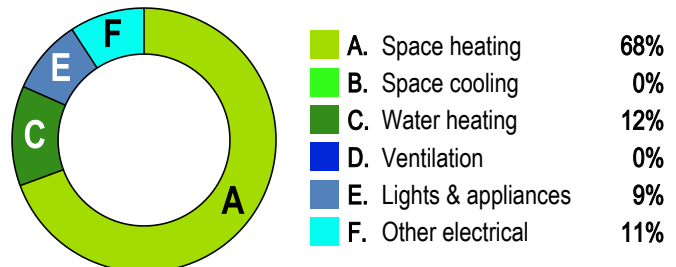 F
E
C
A
A. Space heating 68%
B. Space cooling 0%
C. Water heating 12%
D. Ventilation 0%
E. Lights & appliances 9%
F. Other electrical 11%